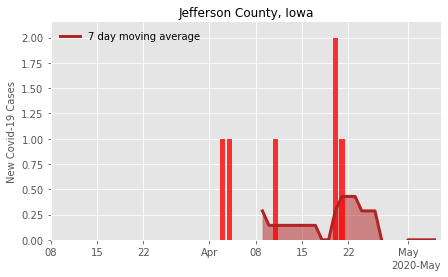 Jefferson County, Iowa
7 day moving average
New Covid-19 Cases
2.00
1.75
1.50
1.25
1.00
0.75
0.50
0.25
0.00
08 15 22 Apr 08 15 22 May
2020-May